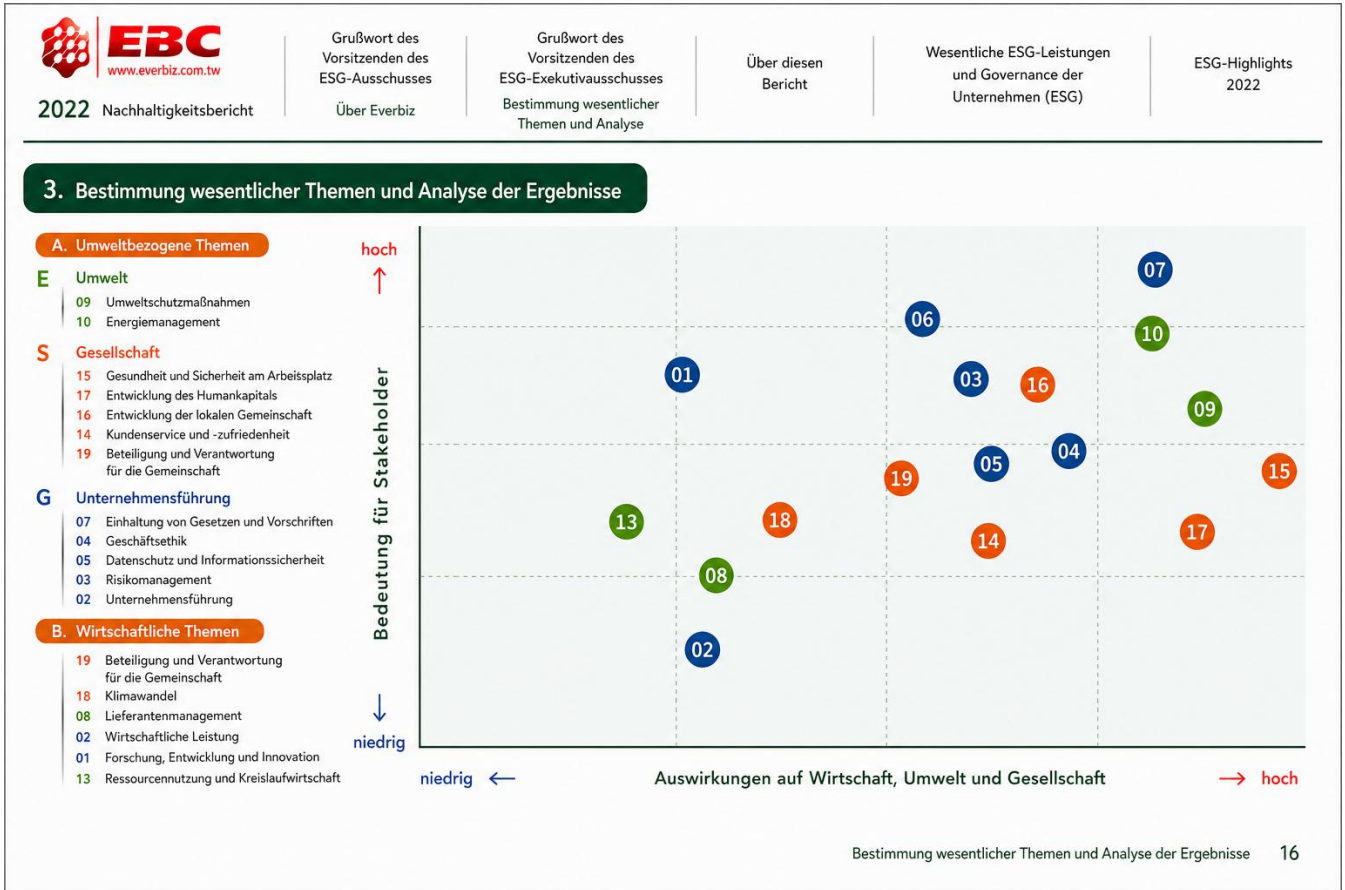 EBC
www.everbiz.com.tw
2022 Nachhaltigkeitsbericht
Grußwort des
Vorsitzenden des
ESG-Ausschusses
Über Everbiz
Grußwort des
Vorsitzenden des
ESG-Exekutivausschusses
Bestimmung wesentlicher
Themen und Analyse
Über diesen
Bericht
Wesentliche ESG-Leistungen
und Governance der
Unternehmen (ESG)
ESG-Highlights
2022
3. Bestimmung wesentlicher Themen und Analyse der Ergebnisse
A. Umweltbezogene Themen
E Umwelt
09 Umweltschutzmaßnahmen
10 Energiemanagement
S Gesellschaft
15 Gesundheit und Sicherheit am Arbeissplatz
17 Entwicklung des Humankapitals
16 Entwicklung der lokalen Gemeinschaft
14 Kundenservice und -zufriedenheit
19 Beteiligung und Verantwortung
für die Gemeinschaft
G Unternehmensführung
07 Einhaltung von Gesetzen und Vorschriften
04 Geschäftsethik
05 Datenschutz und Informationssicherheit
03 Risikomanagement
02 Unternehmensführung
B. Wirtschaftliche Themen
19 Beteiligung und Verantwortung
für die Gemeinschaft
18 Klimawandel
08 Lieferantenmanagement
02 Wirtschaftliche Leistung
01 Forschung, Entwicklung und Innovation
13 Ressourcennutzung und Kreislaufwirtschaft
hoch
↑
Bedeutung für Stakeholder
↓
niedrig
07
06
10
01
03
16
09
04
05
15
19
13
18
17
14
08
02
niedrig ←
Auswirkungen auf Wirtschaft, Umwelt und Gesellschaft
→ hoch
Bestimmung wesentlicher Themen und Analyse der Ergebnisse 16